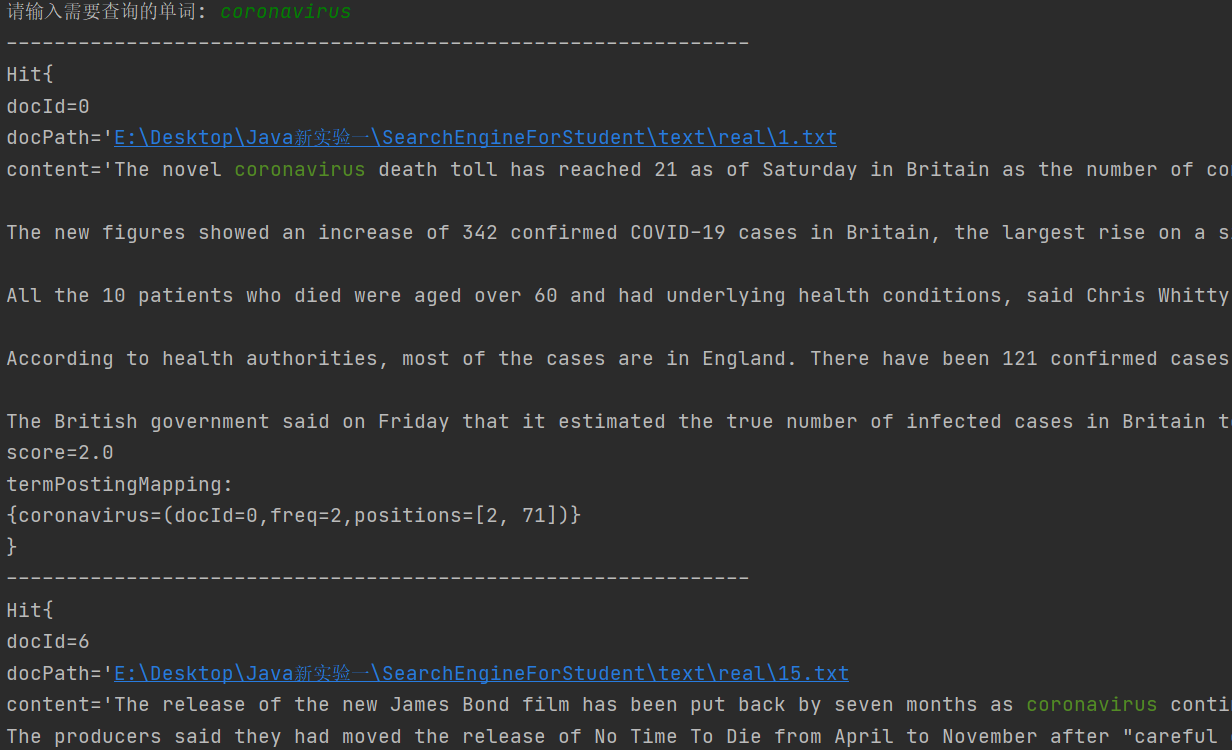 请输入需要查询的单词: coronavirus
--------------------------------------------------------------
Hit{
docId=0
docPath='E:\Desktop\Java新实验一\SearchEngineForStudent\text\real\1.txt
content='The novel coronavirus death toll has reached 21 as of Saturday in Britain as the number of co
The new figures showed an increase of 342 confirmed COVID-19 cases in Britain, the largest rise on a s
All the 10 patients who died were aged over 60 and had underlying health conditions, said Chris Whitty
According to health authorities, most of the cases are in England. There have been 121 confirmed cases
The British government said on Friday that it estimated the true number of infected cases in Britain t
score=2.0
termPostingMapping:
{coronavirus=(docId=0,freq=2,positions=[2, 71])}
}
--------------------------------------------------------------
Hit{
docId=6
docPath='E:\Desktop\Java新实验一\SearchEngineForStudent\text\real\15.txt
content='The release of the new James Bond film has been put back by seven months as coronavirus conti
The producers said they had moved the release of No Time To Die from April to November after "careful